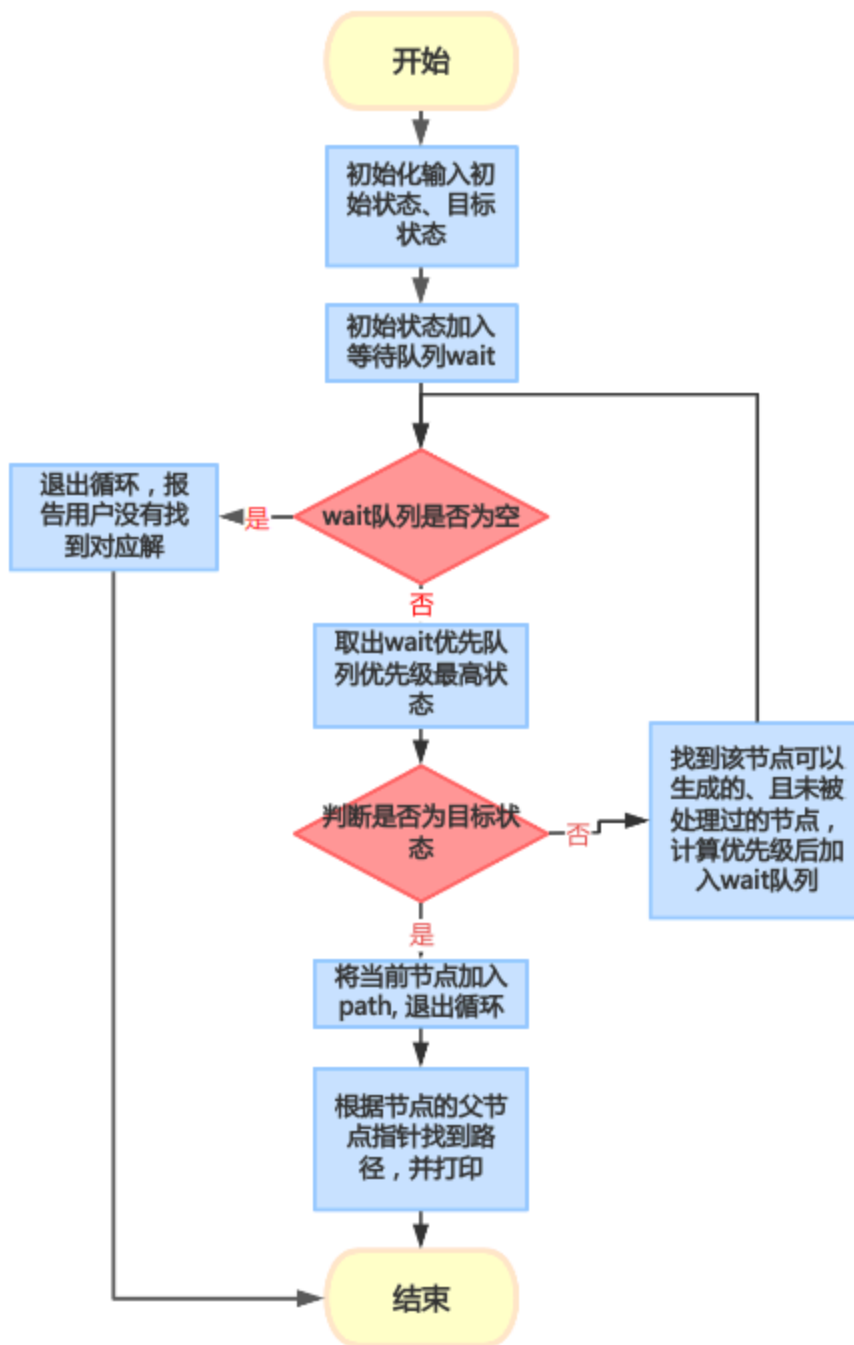 开始
初始化输入初
始状态、目标
状态
初始状态加入
等待队列wait
wait队列是否为空
是
退出循环，报
告用户没有找
到对应解
否
取出wait优先队
列优先级最高状
态
判断是否为目标状
态
否
找到该节点可以
生成的、且未被
处理过的节点，
计算优先级后加
入wait队列
是
将当前节点加入
path, 退出循环
根据节点的父节
点指针找到路
径，并打印
结束